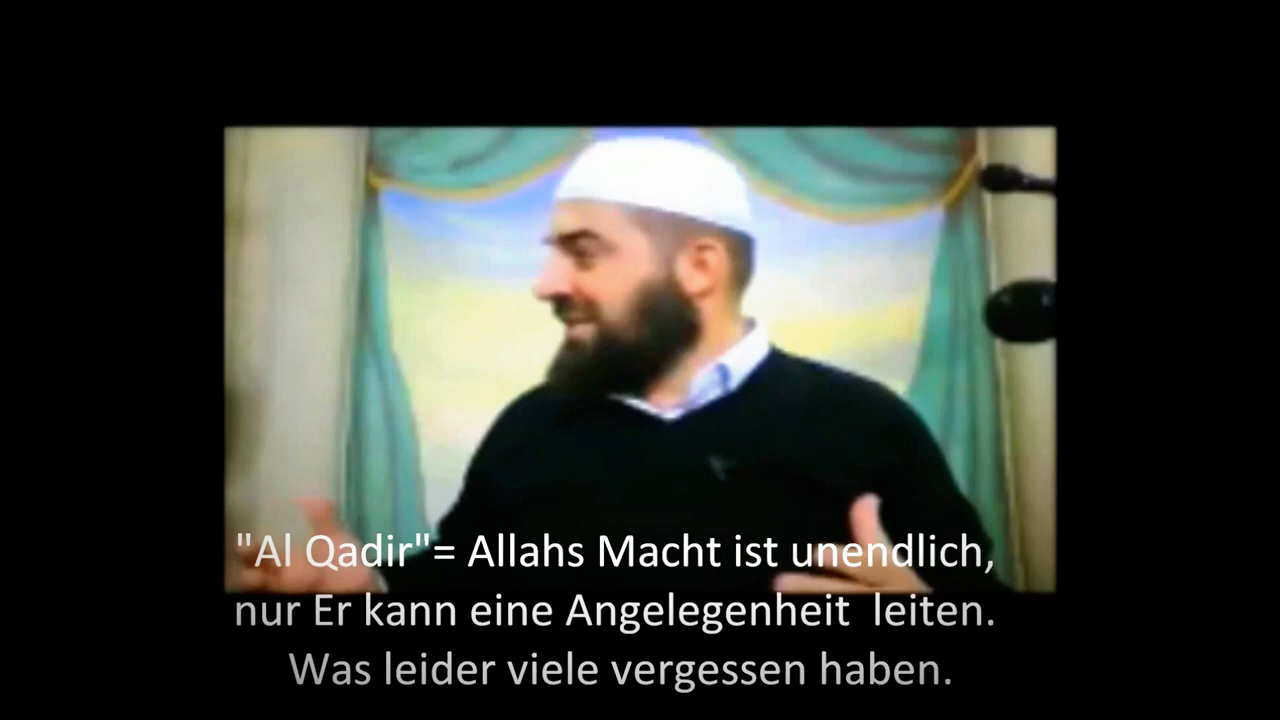 "Al Qadir"= Allahs Macht ist unendlich,
nur Er kann eine Angelegenheit  leiten.
Was leider viele vergessen haben.